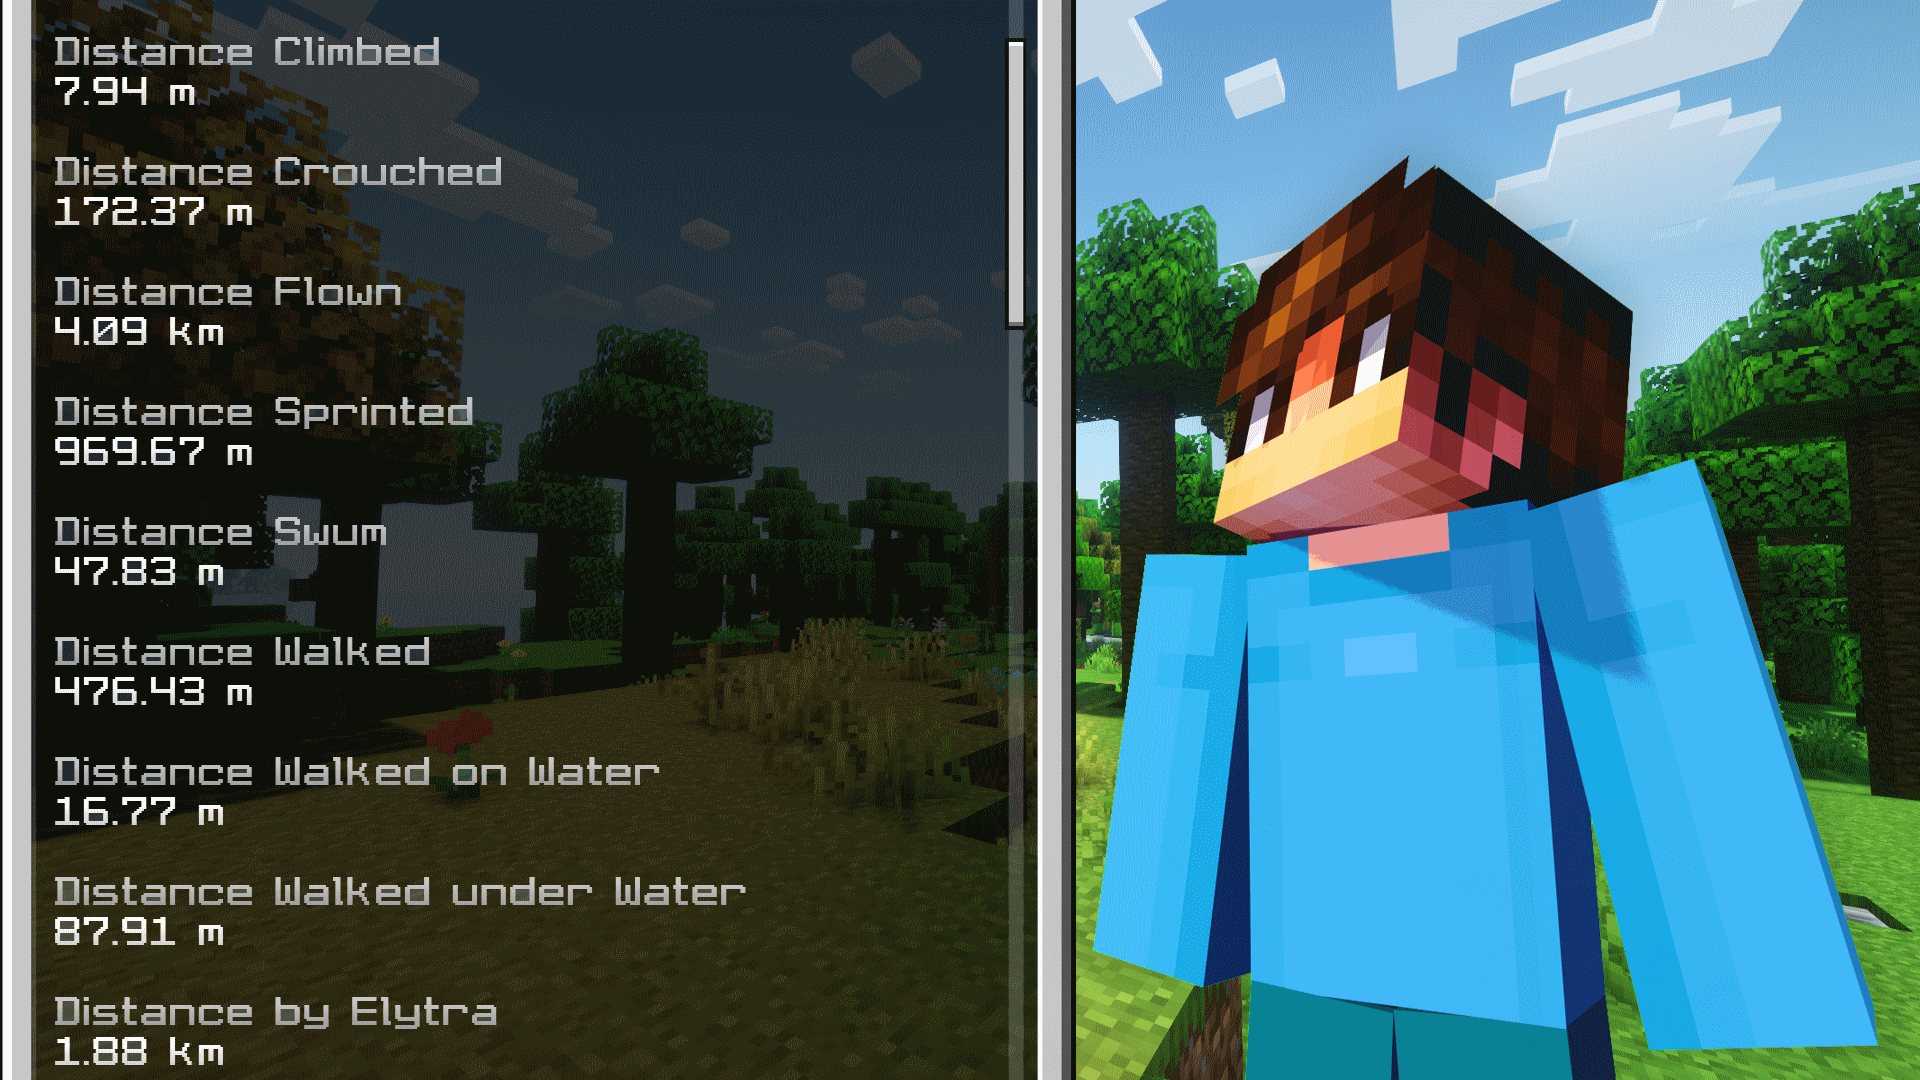 Distance Climbed
7.94 m
Distance Crouched
172.37 m
Distance Flown
4.09 km
Distance Sprinted
969.67 m
Distance Swum
47.83 m
Distance Walked
476.43 m
Distance Walked on Water
16.77 m
Distance Walked under Water
87.91 m
Distance by Elytra
1.88 km